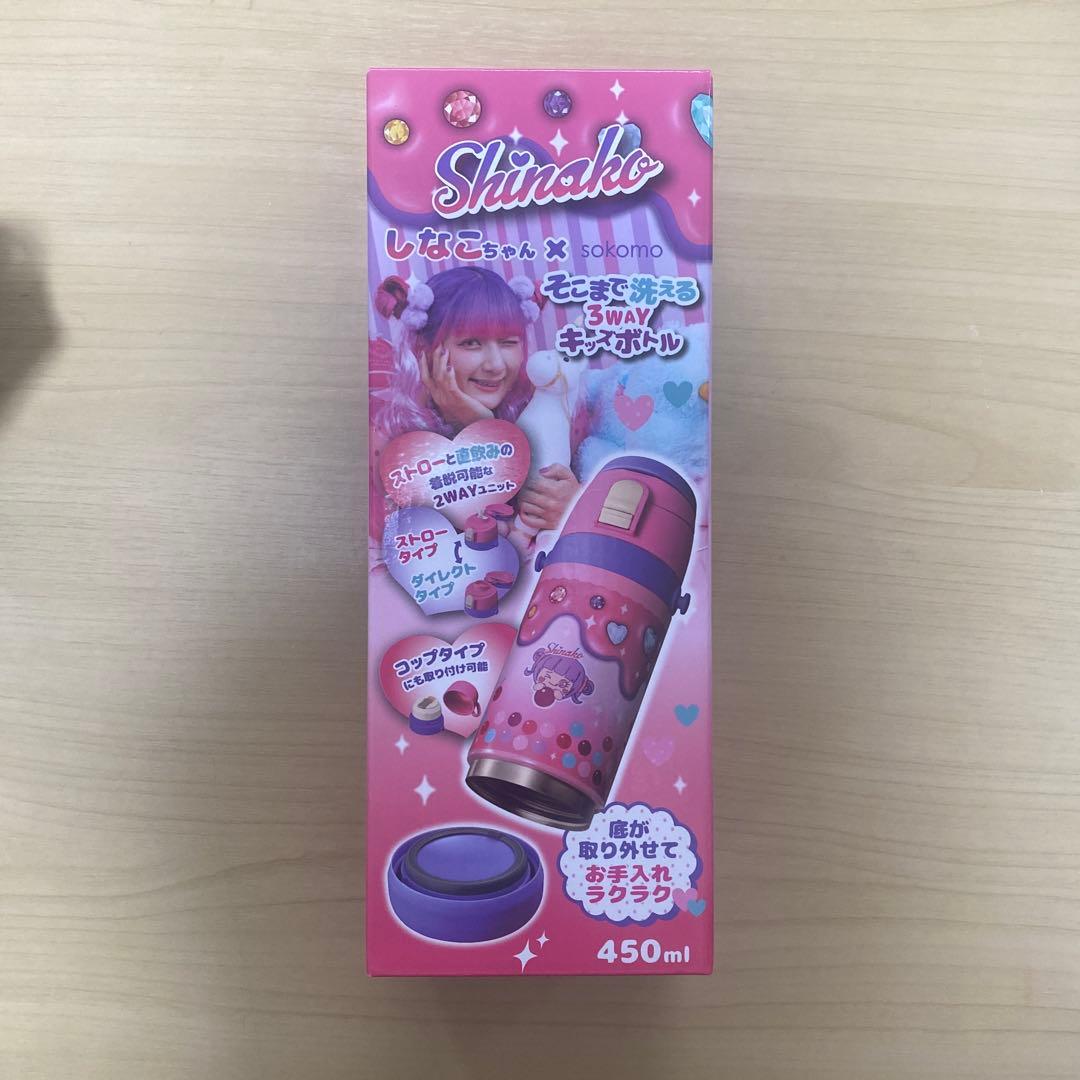 Shinako
しなこちゃん × sokomo
そこまで洗える
3WAY
キッズボトル
ストローと直飲みの
着脱可能な
2WAYユニット
ストロー
タイプ
ダイレクト
タイプ
コップタイプ
にも取り付け可能
Shinako
底が
取り外せて
お手入れ
ラクラク
450ml